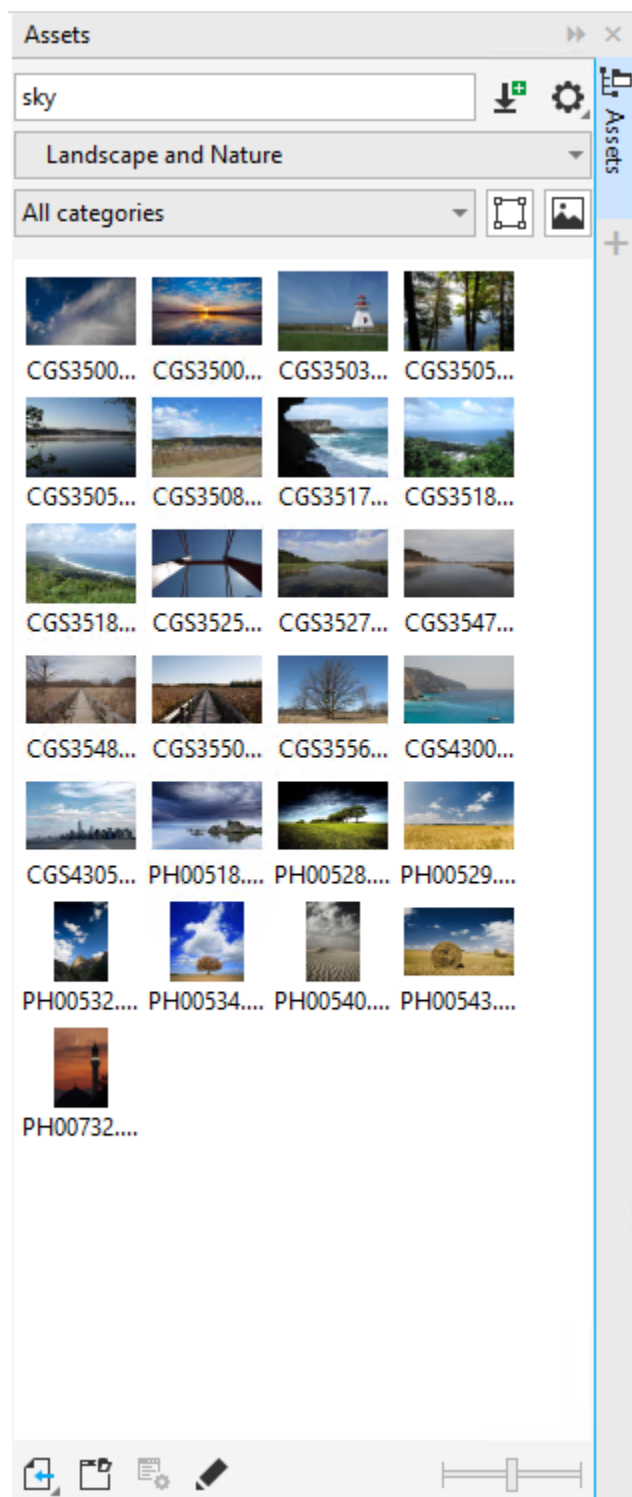 Assets
sky
Assets
Landscape and Nature
All categories
CGS3500... CGS3500... CGS3503... CGS3505...
CGS3505... CGS3508... CGS3517... CGS3518...
CGS3518... CGS3525... CGS3527... CGS3547...
CGS3548... CGS3550... CGS3556... CGS4300...
CGS4305... PH00518.... PH00528.... PH00529....
PH00532.... PH00534.... PH00540.... PH00543....
PH00732....